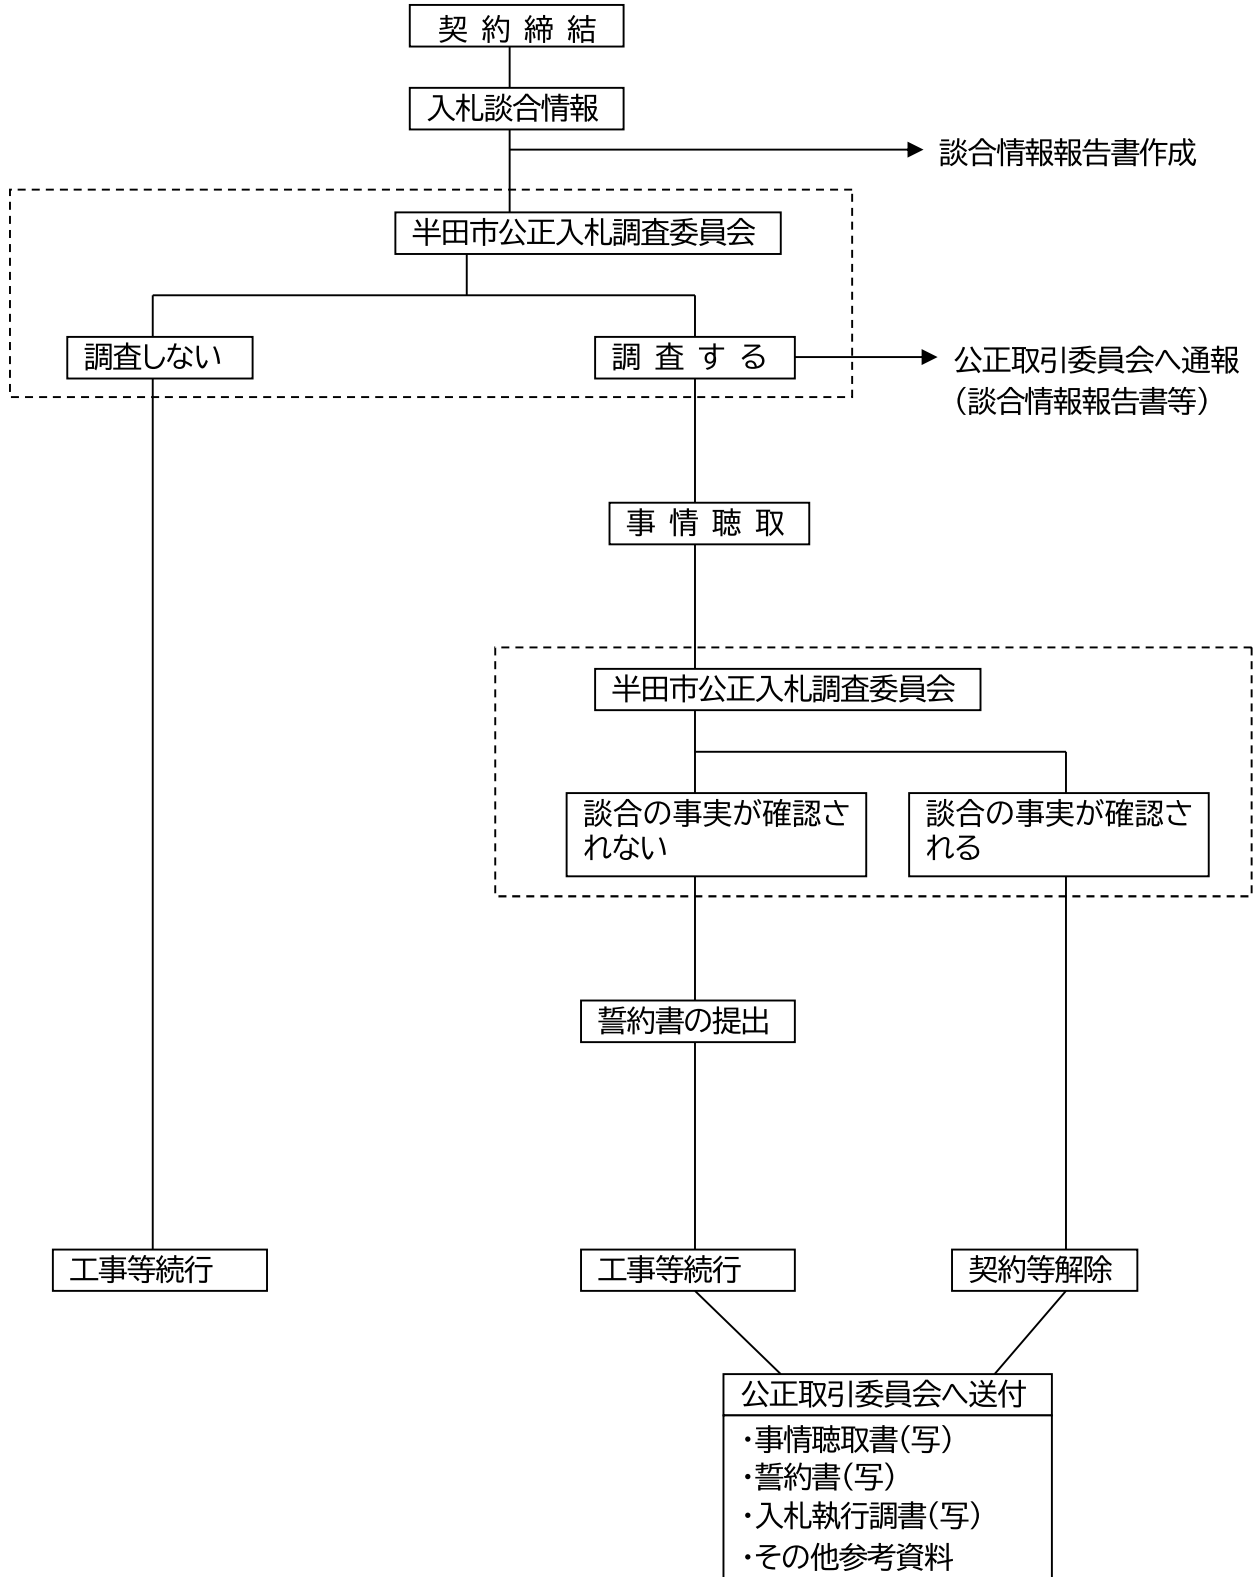 契 約 締 結
入札談合情報
談合情報報告書作成
半田市公正入札調査委員会
調査しない
調 査 す る
公正取引委員会へ通報
(談合情報報告書等)
事 情 聴 取
半田市公正入札調査委員会
談合の事実が確認さ
れない
談合の事実が確認さ
れる
誓約書の提出
工事等続行
工事等続行
契約等解除
公正取引委員会へ送付
・事情聴取書(写)
・誓約書(写)
・入札執行調書(写)
・その他参考資料